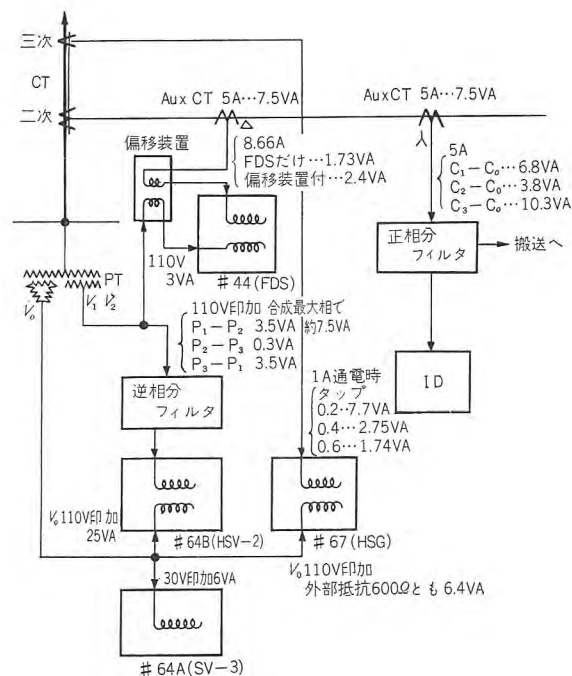 三次
CT
二次
Aux CT 5A…7.5VA
Aux CT 5A…7.5VA
偏移装置
8.66A
FDSだけ…1.73VA
偏移装置付…2.4VA
5A
C₁－C₀…6.8VA
C₂－C₀…3.8VA
C₃－C₀…10.3VA
正相分
フィルタ
搬送へ
110V
3VA
#44(FDS)
PT
V₀
V₁ V₂
110V印加 合成最大相で
P₁－P₂ 3.5VA 約7.5VA
P₂－P₃ 0.3VA
P₃－P₁ 3.5VA
ID
逆相分
フィルタ
1A通電時
タップ
0.2‥7.7VA
0.4…2.75VA
0.6…1.74VA
V₀110V印加
25VA
#64B(HSV-2)
#67(HSG)
V₀110V印加
外部抵抗600Ωとも6.4VA
30V印加6VA
#64A(SV-3)